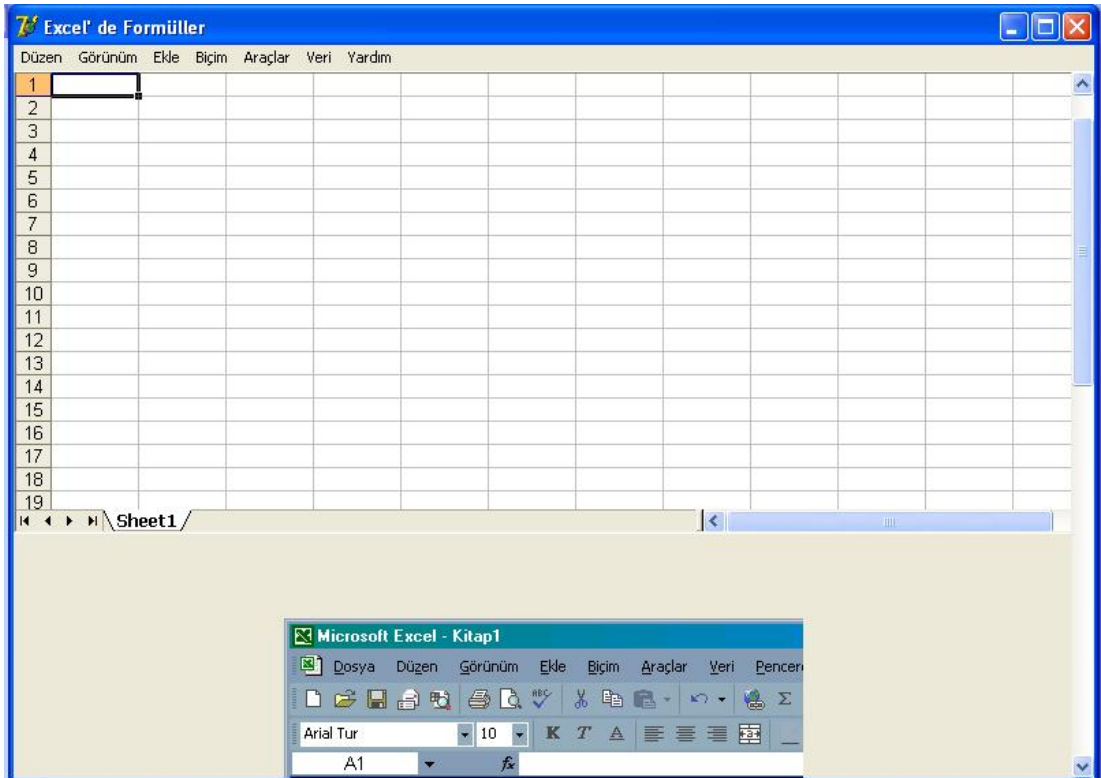 Excel' de Formüller
Düzen Görünüm Ekle Biçim Araçlar Veri Yardım
1
2
3
4
5
6
7
8
9
10
11
12
13
14
15
16
17
18
19
Sheet1
Microsoft Excel - Kitap1
Dosya Düzen Görünüm Ekle Biçim Araçlar Veri Pencer
ABC Σ
Arial Tur 10 K T A
A1 fx